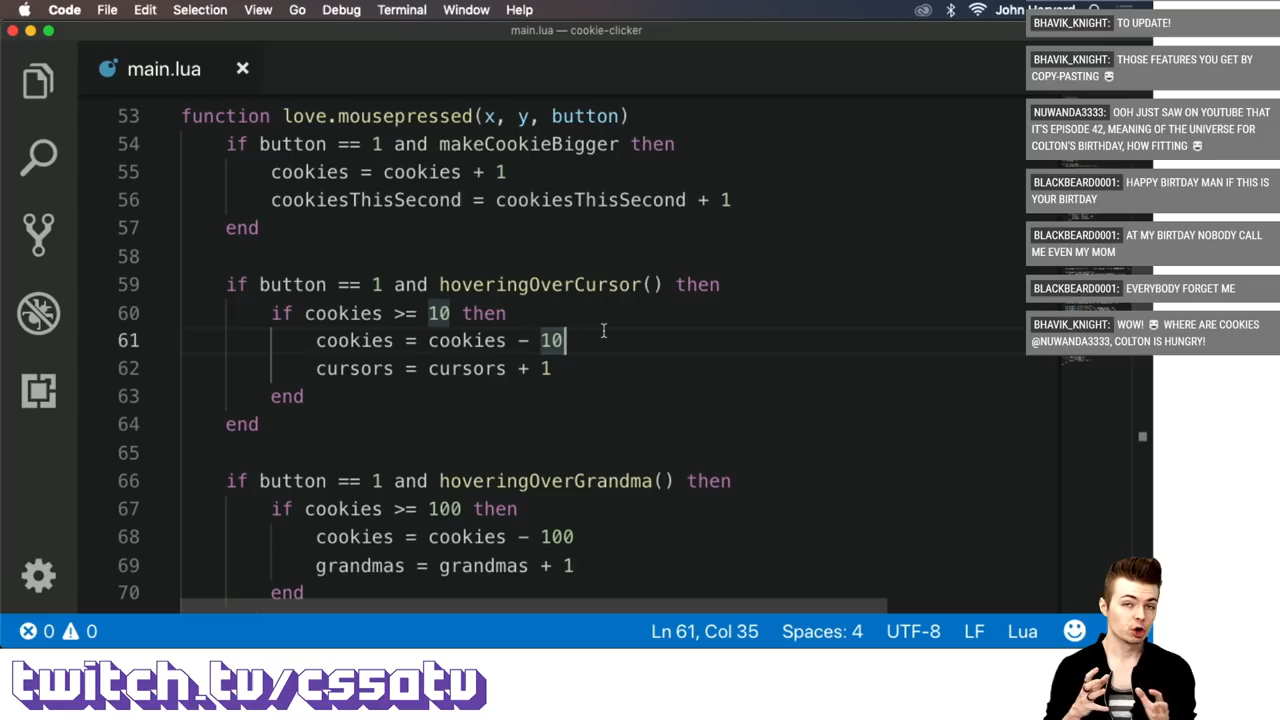 Code File Edit Selection View Go Debug Terminal Window Help
main.lua — cookie-clicker
main.lua
53 function love.mousepressed(x, y, button)
54 if button == 1 and makeCookieBigger then
55 cookies = cookies + 1
56 cookiesThisSecond = cookiesThisSecond + 1
57 end
58
59 if button == 1 and hoveringOverCursor() then
60 if cookies >= 10 then
61 cookies = cookies - 10
62 cursors = cursors + 1
63 end
64 end
65
66 if button == 1 and hoveringOverGrandma() then
67 if cookies >= 100 then
68 cookies = cookies - 100
69 grandmas = grandmas + 1
70 end
0 0 Ln 61, Col 35 Spaces: 4 UTF-8 LF Lua
BHAVIK_KNIGHT: TO UPDATE!
BHAVIK_KNIGHT: THOSE FEATURES YOU GET BY
COPY-PASTING
NUWANDA3333: OOH JUST SAW ON YOUTUBE THAT
IT'S EPISODE 42, MEANING OF THE UNIVERSE FOR
COLTON'S BIRTHDAY, HOW FITTING
BLACKBEARD0001: HAPPY BIRTDAY MAN IF THIS IS
YOUR BIRTDAY
BLACKBEARD0001: AT MY BIRTDAY NOBODY CALL
ME EVEN MY MOM
BLACKBEARD0001: EVERYBODY FORGET ME
BHAVIK_KNIGHT: WOW! WHERE ARE COOKIES
@NUWANDA3333, COLTON IS HUNGRY!
twitch.tv/cssatv